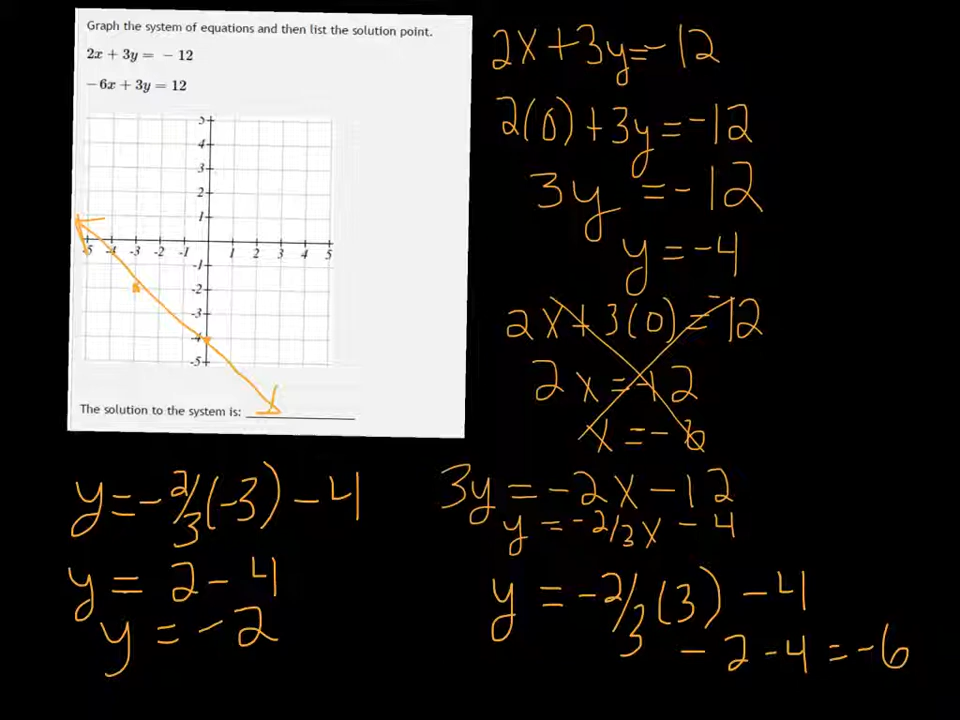 Graph the system of equations and then list the solution point.
2x + 3y = - 12
- 6x + 3y = 12
5
4
3
2
1
-5 -4 -3 -2 -1 1 2 3 4 5
-1
-2
-3
-4
-5
The solution to the system is:
2x+3y=-12
2(0)+3y=-12
3y = -12
y = -4
2x+3(0)=-12
2x=-12
x = -6
3y = -2x -12
y = -2/3x - 4
y = -2/3(3) -4
-2-4=-6
y=-2/3(-3) -4
y = 2 - 4
y = -2